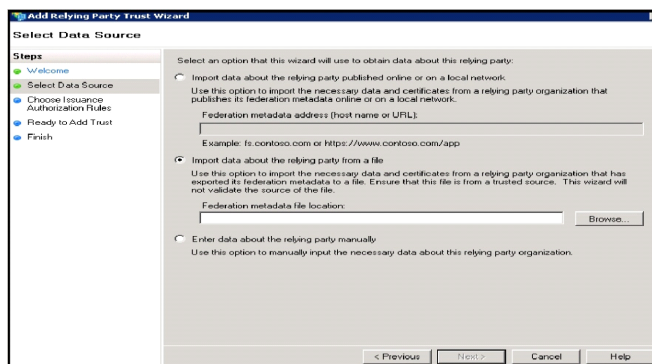 Add Relying Party Trust Wizard
Select Data Source
Steps
Welcome
Select Data Source
Choose Issuance
Authorization Rules
Ready to Add Trust
Finish
Select an option that this wizard will use to obtain data about this relying party:
Import data about the relying party published online or on a local network
Use this option to import the necessary data and certificates from a relying party organization that
publishes its federation metadata online or on a local network.
Federation metadata address (host name or URL):
Example: fs.contoso.com or https://www.contoso.com/app
Import data about the relying party from a file
Use this option to import the necessary data and certificates from a relying party organization that has
exported its federation metadata to a file. Ensure that this file is from a trusted source. This wizard will
not validate the source of the file.
Federation metadata file location:
Browse...
Enter data about the relying party manually
Use this option to manually input the necessary data about this relying party organization.
< Previous Next > Cancel Help